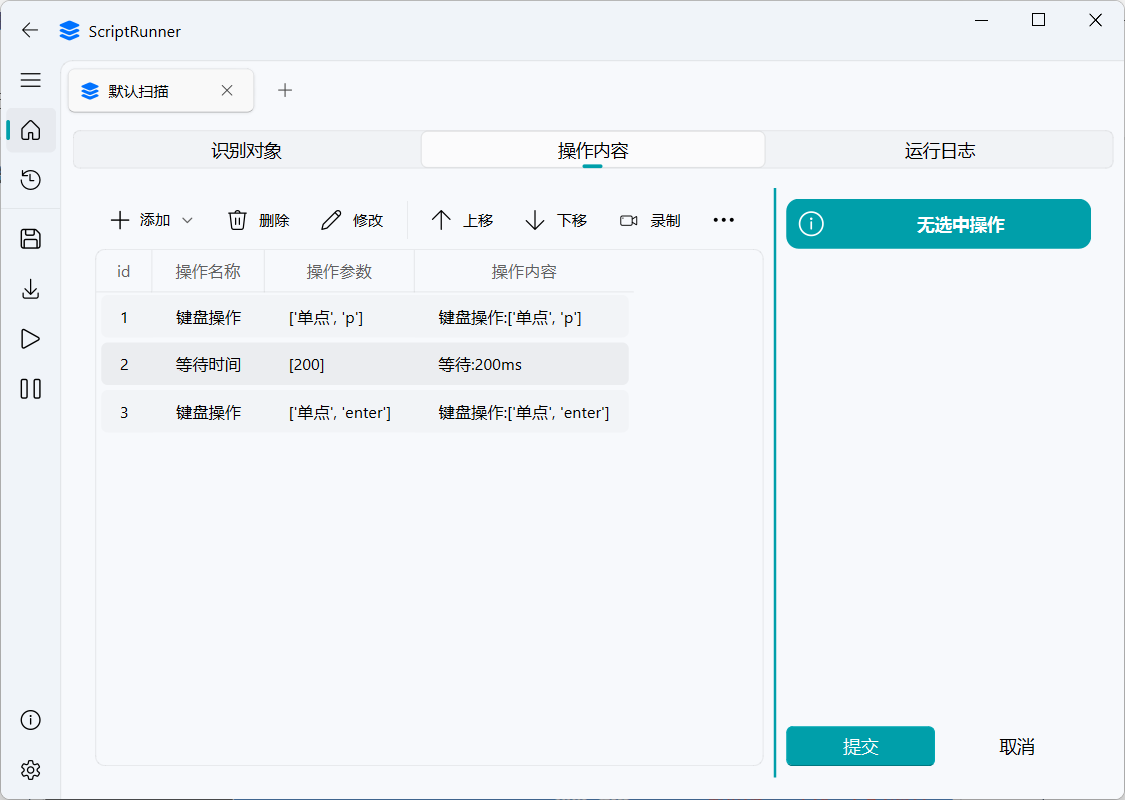 ScriptRunner
默认扫描
识别对象 操作内容 运行日志
添加 删除 修改 上移 下移 录制
无选中操作
id 操作名称 操作参数 操作内容
1 键盘操作 ['单点', 'p'] 键盘操作:['单点', 'p']
2 等待时间 [200] 等待:200ms
3 键盘操作 ['单点', 'enter'] 键盘操作:['单点', 'enter']
提交 取消